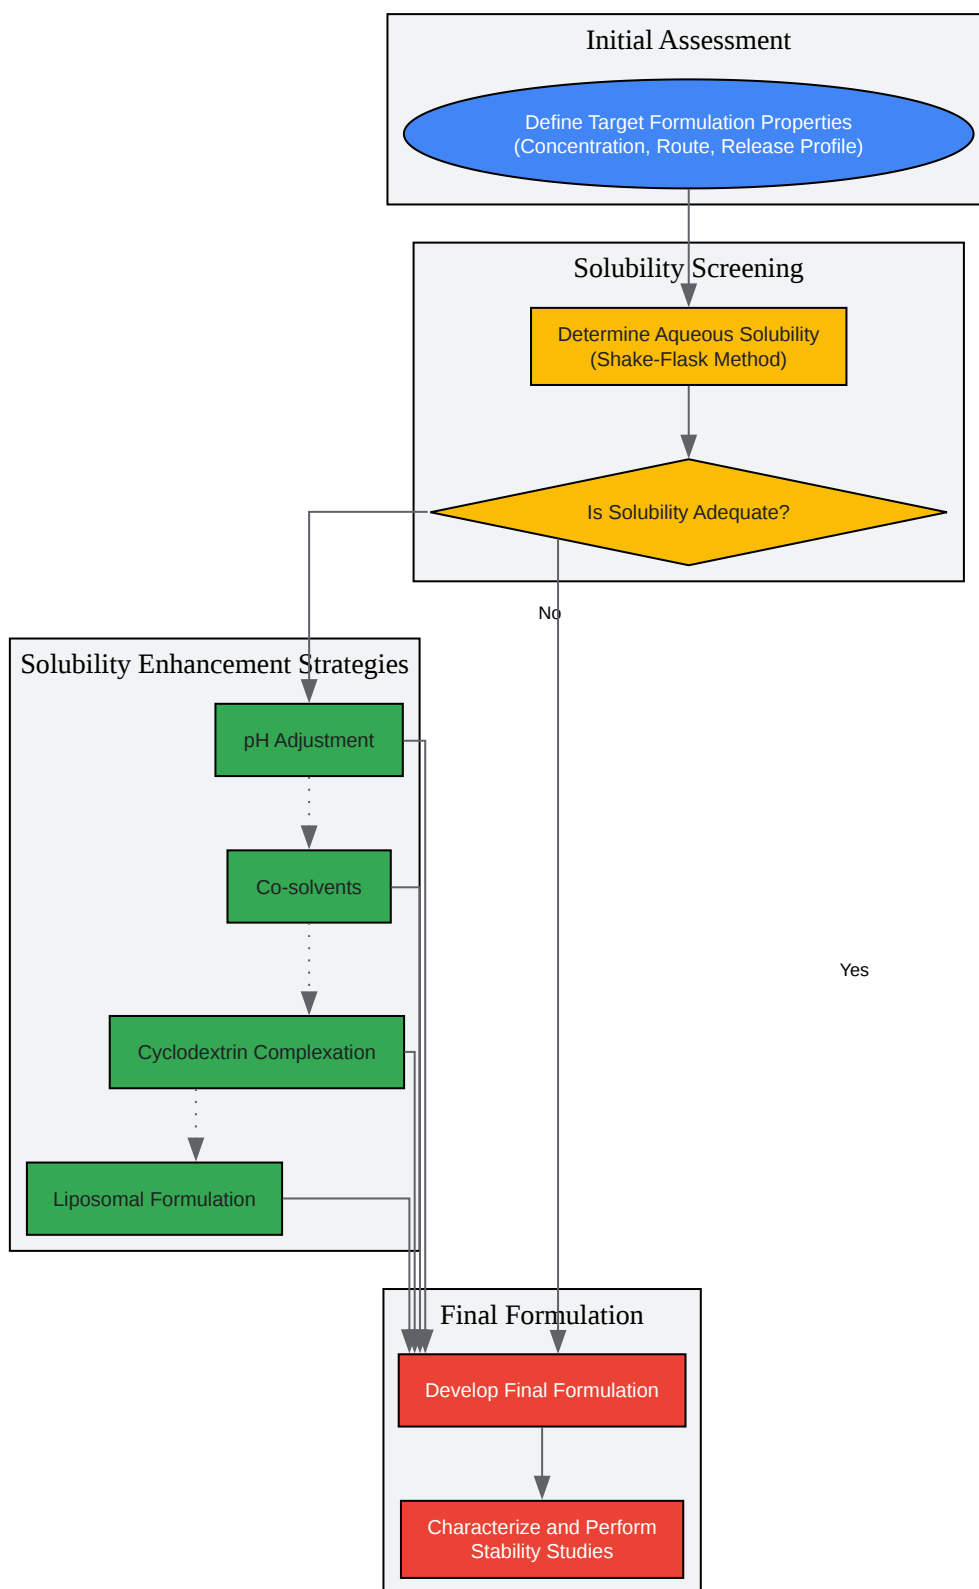 Initial Assessment
Define Target Formulation Properties
(Concentration, Route, Release Profile)
Solubility Screening
Determine Aqueous Solubility
(Shake-Flask Method)
Is Solubility Adequate?
No
Solubility Enhancement Strategies
pH Adjustment
Co-solvents
Yes
Cyclodextrin Complexation
Liposomal Formulation
Final Formulation
Develop Final Formulation
Characterize and Perform
Stability Studies